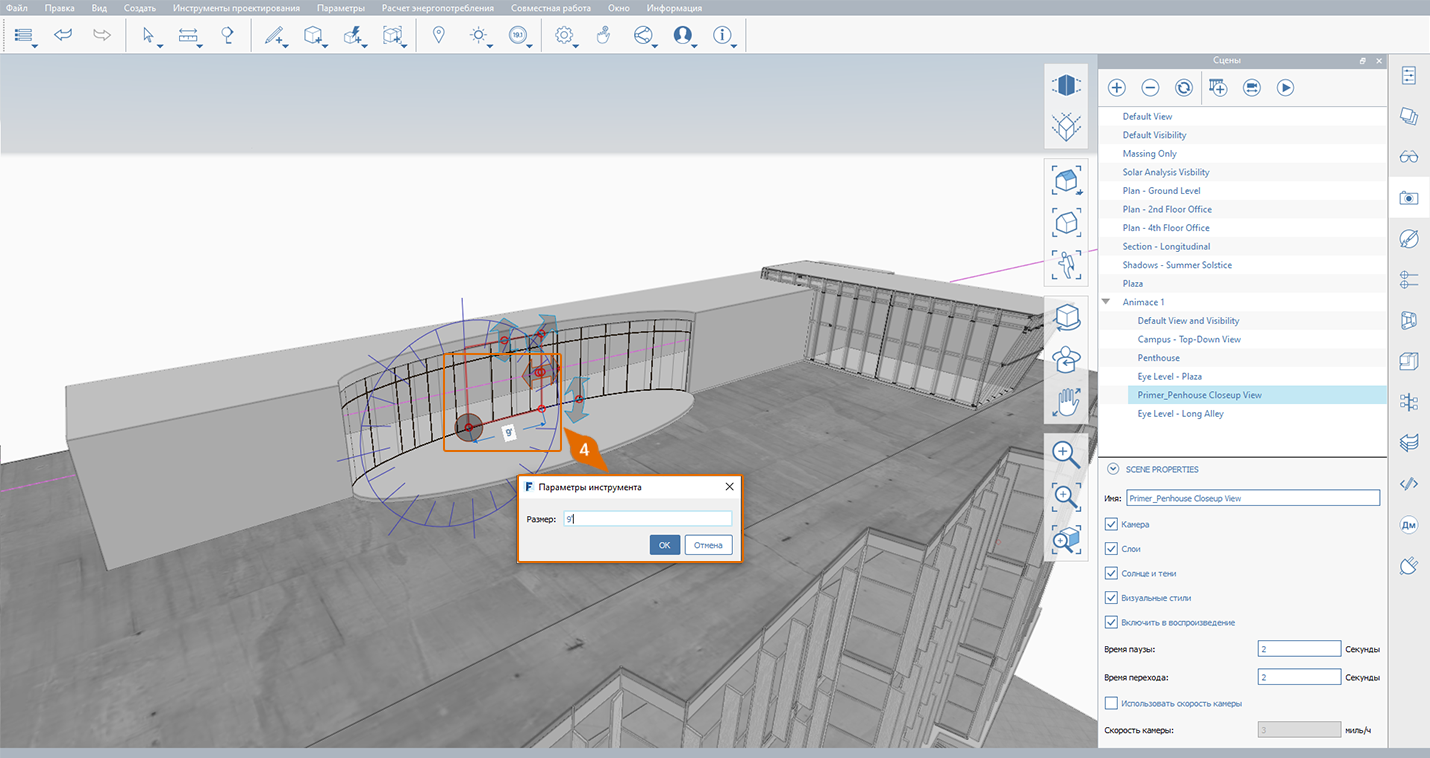 Файл Правка Вид Создать Инструменты проектирования Параметры Расчет энергопотребления Совместная работа Окно Информация
193
Сцены
Default View
Default Visibility
Massing Only
Solar Analysis Visbility
Plan - Ground Level
Plan - 2nd Floor Office
Plan - 4th Floor Office
Section - Longitudinal
Shadows - Summer Solstice
Plaza
Animace 1
Default View and Visibility
Campus - Top-Down View
Penthouse
Eye Level - Plaza
Primer_Penhouse Closeup View
Eye Level - Long Alley
9'
4
F Параметры инструмента
Размер: 9'
OK Отмена
SCENE PROPERTIES
Имя: Primer_Penhouse Closeup View
Камера
Слои
Солнце и тени
Визуальные стили
Включить в воспроизведение
Время паузы: 2 Секунды
Время перехода: 2 Секунды
Использовать скорость камеры
Скорость камеры: 3 миль/ч
Дм